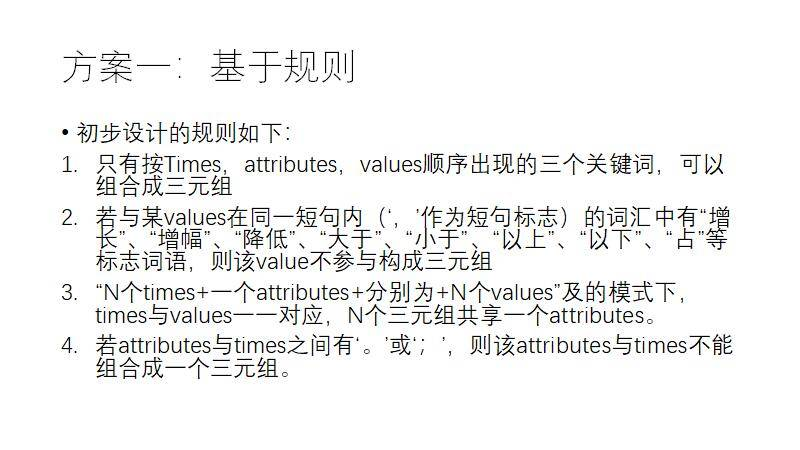 方案一：基于规则
• 初步设计的规则如下：
1. 只有按Times，attributes，values顺序出现的三个关键词，可以
组合成三元组
2. 若与某values在同一短句内（‘，’作为短句标志）的词汇中有“增
长”、“增幅”、“降低”、“大于”、“小于”、“以上”、“以下”、“占”等
标志词语，则该value不参与构成三元组
3. “N个times+一个attributes+分别为+N个values”及的模式下，
times与values一一对应，N个三元组共享一个attributes。
4. 若attributes与times之间有‘。’或‘；’，则该attributes与times不能
组合成一个三元组。